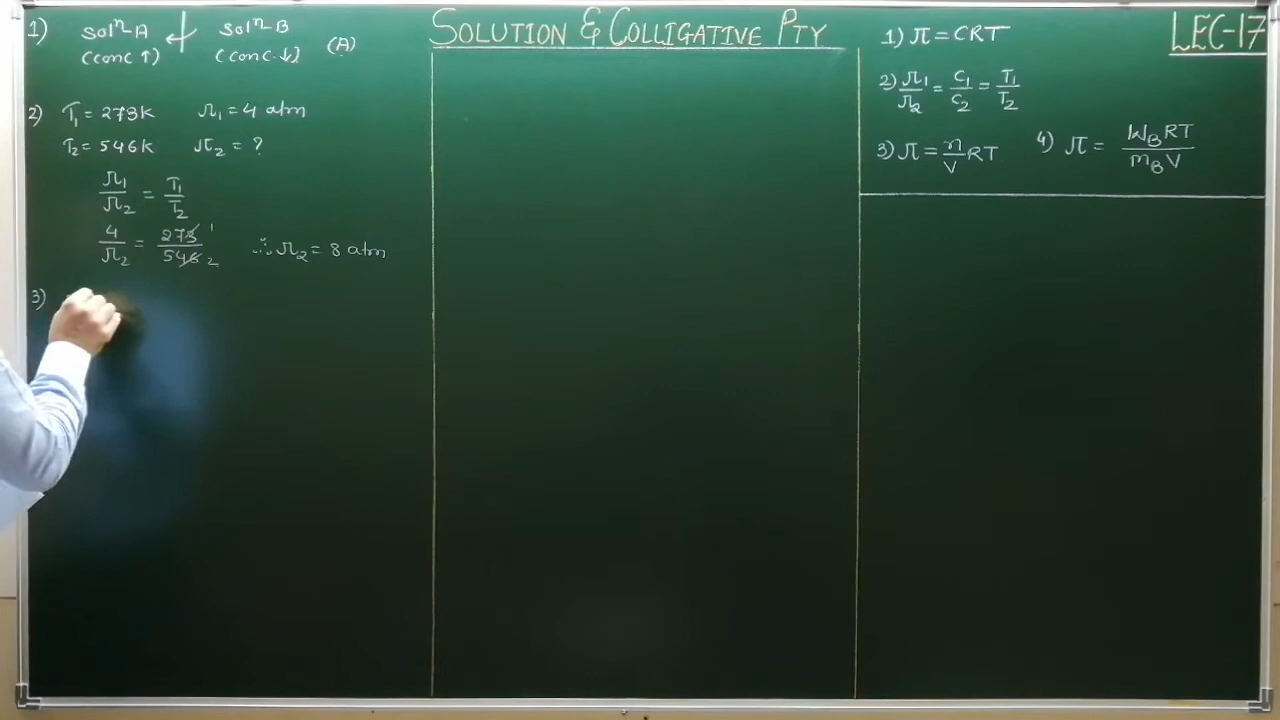 SOLUTION & COLLIGATIVE PTY
LEC-17
1) Solⁿ A ↙ Solⁿ B
(conc ↑) (conc. ↓) (A)
2) T₁ = 273K π₁ = 4 atm
T₂ = 546K π₂ = ?
π₁/π₂ = T₁/T₂
4/π₂ = 273 1/546 2 ∴ π₂ = 8 atm
3)
1) π = CRT
2) π₁/π₂ = C₁/C₂ = T₁/T₂
3) π = n/V RT 4) π = W_B RT/m_B V